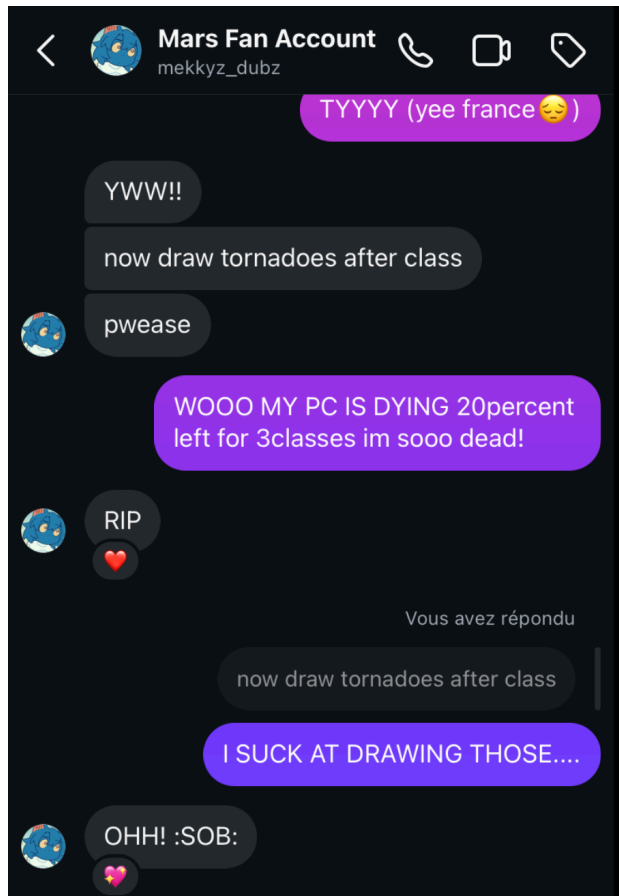 Mars Fan Account
mekkyz_dubz
TYYYY (yee france😔)
YWW!!
now draw tornadoes after class
pwease
WOOO MY PC IS DYING 20percent
left for 3classes im sooo dead!
RIP
❤️
Vous avez répondu
now draw tornadoes after class
I SUCK AT DRAWING THOSE....
OHH! :SOB:
💖